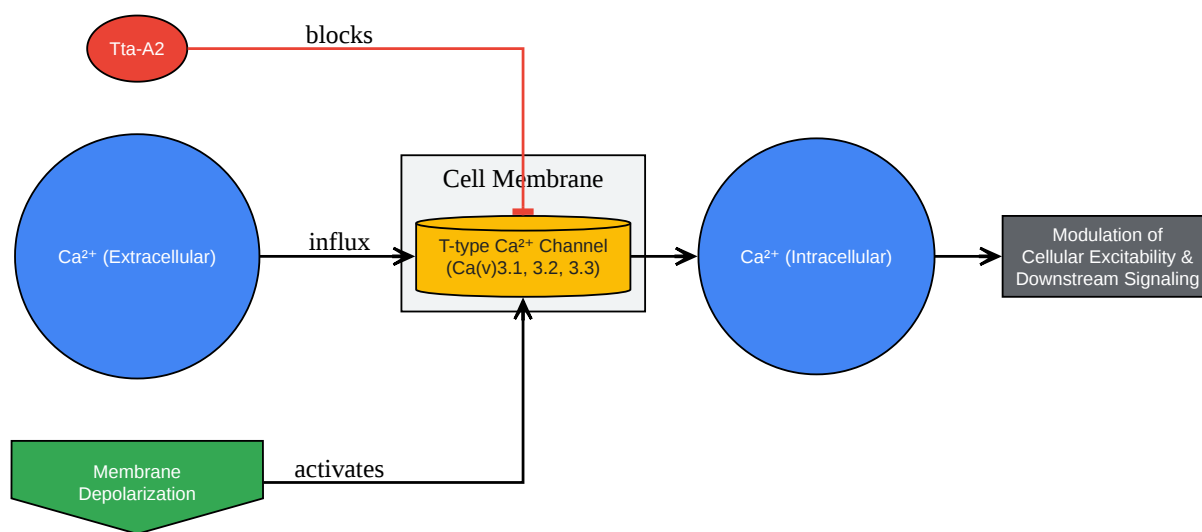 Tta-A2
blocks
Cell Membrane
Ca²⁺ (Extracellular)
influx
T-type Ca²⁺ Channel
(Ca(v)3.1, 3.2, 3.3)
Ca²⁺ (Intracellular)
Modulation of
Cellular Excitability &
Downstream Signaling
Membrane
Depolarization
activates